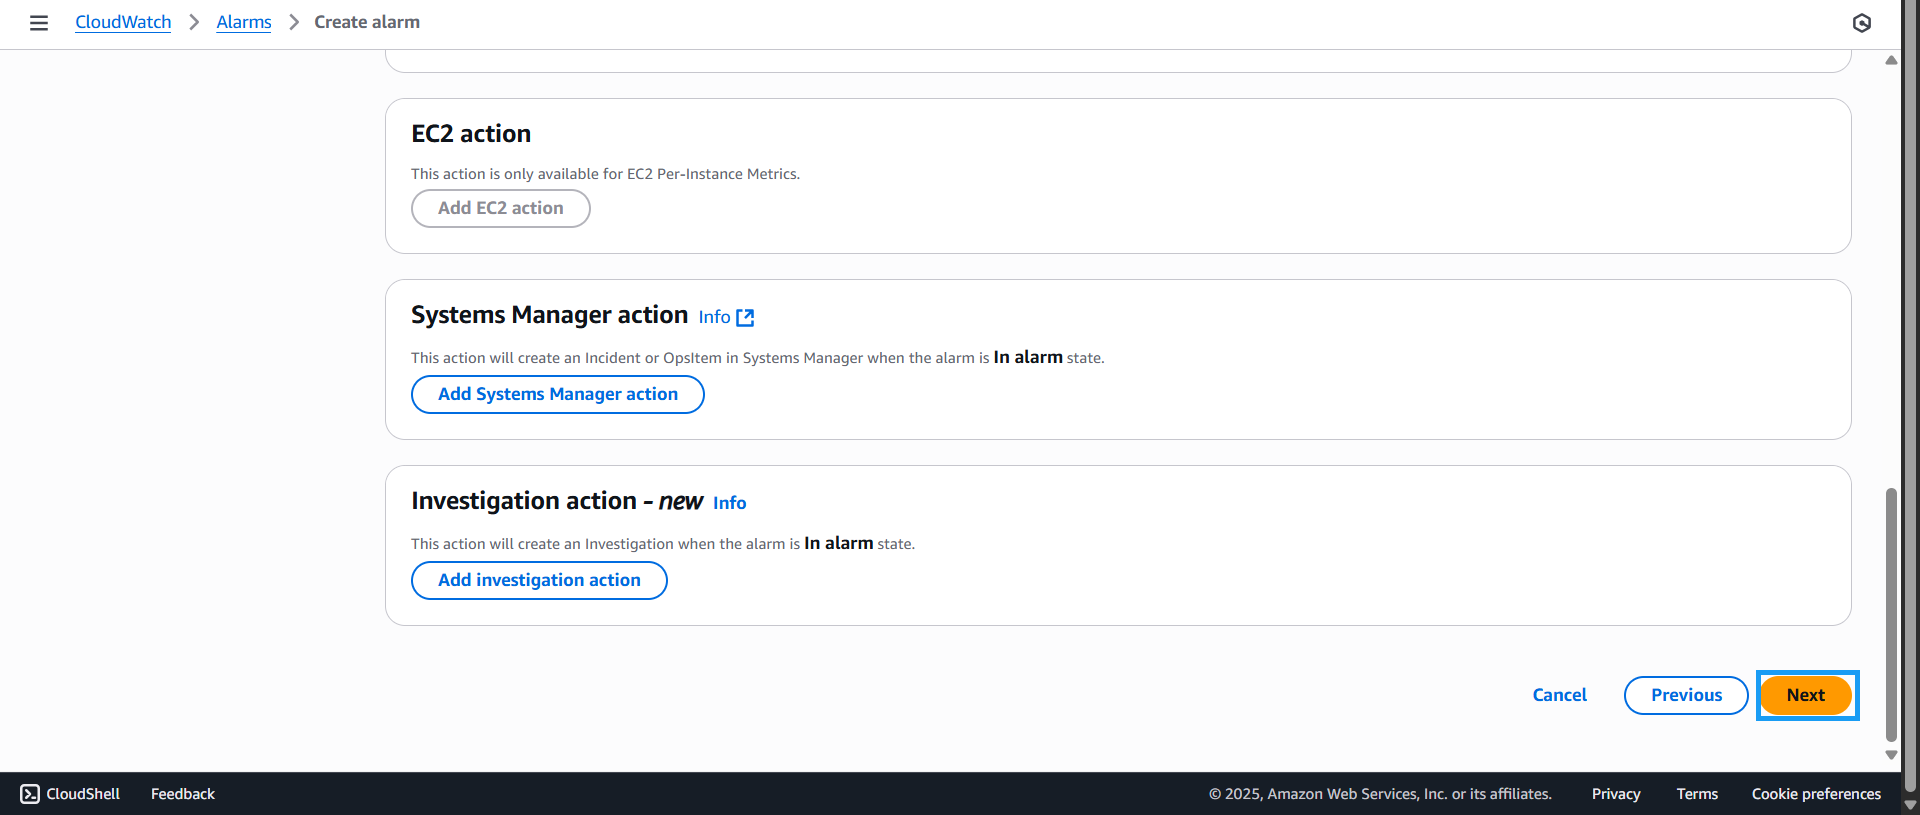 CloudWatch > Alarms > Create alarm
EC2 action
This action is only available for EC2 Per-Instance Metrics.
Add EC2 action
Systems Manager action Info
This action will create an Incident or OpsItem in Systems Manager when the alarm is In alarm state.
Add Systems Manager action
Investigation action - new Info
This action will create an Investigation when the alarm is In alarm state.
Add investigation action
Cancel Previous Next
CloudShell Feedback © 2025, Amazon Web Services, Inc. or its affiliates. Privacy Terms Cookie preferences